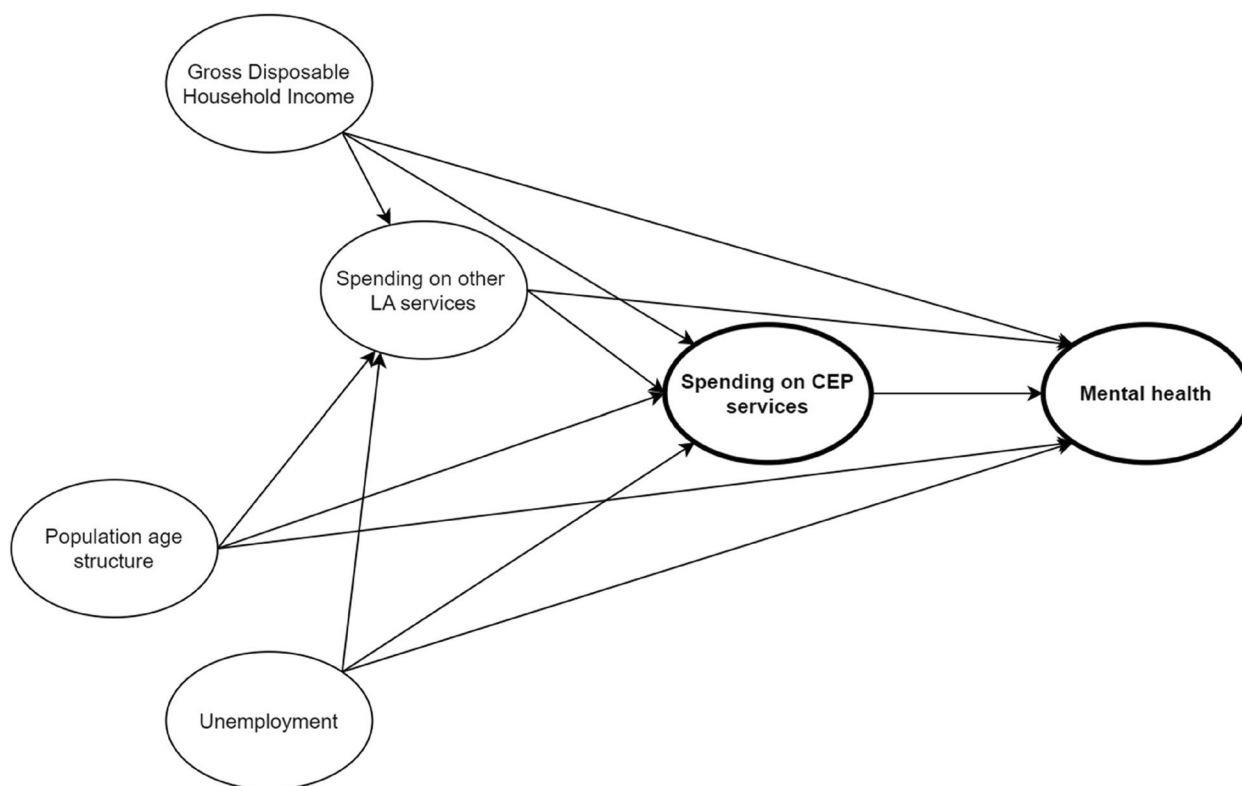 Gross Disposable
Household Income
Spending on other
LA services
Spending on CEP
services
Mental health
Population age
structure
Unemployment